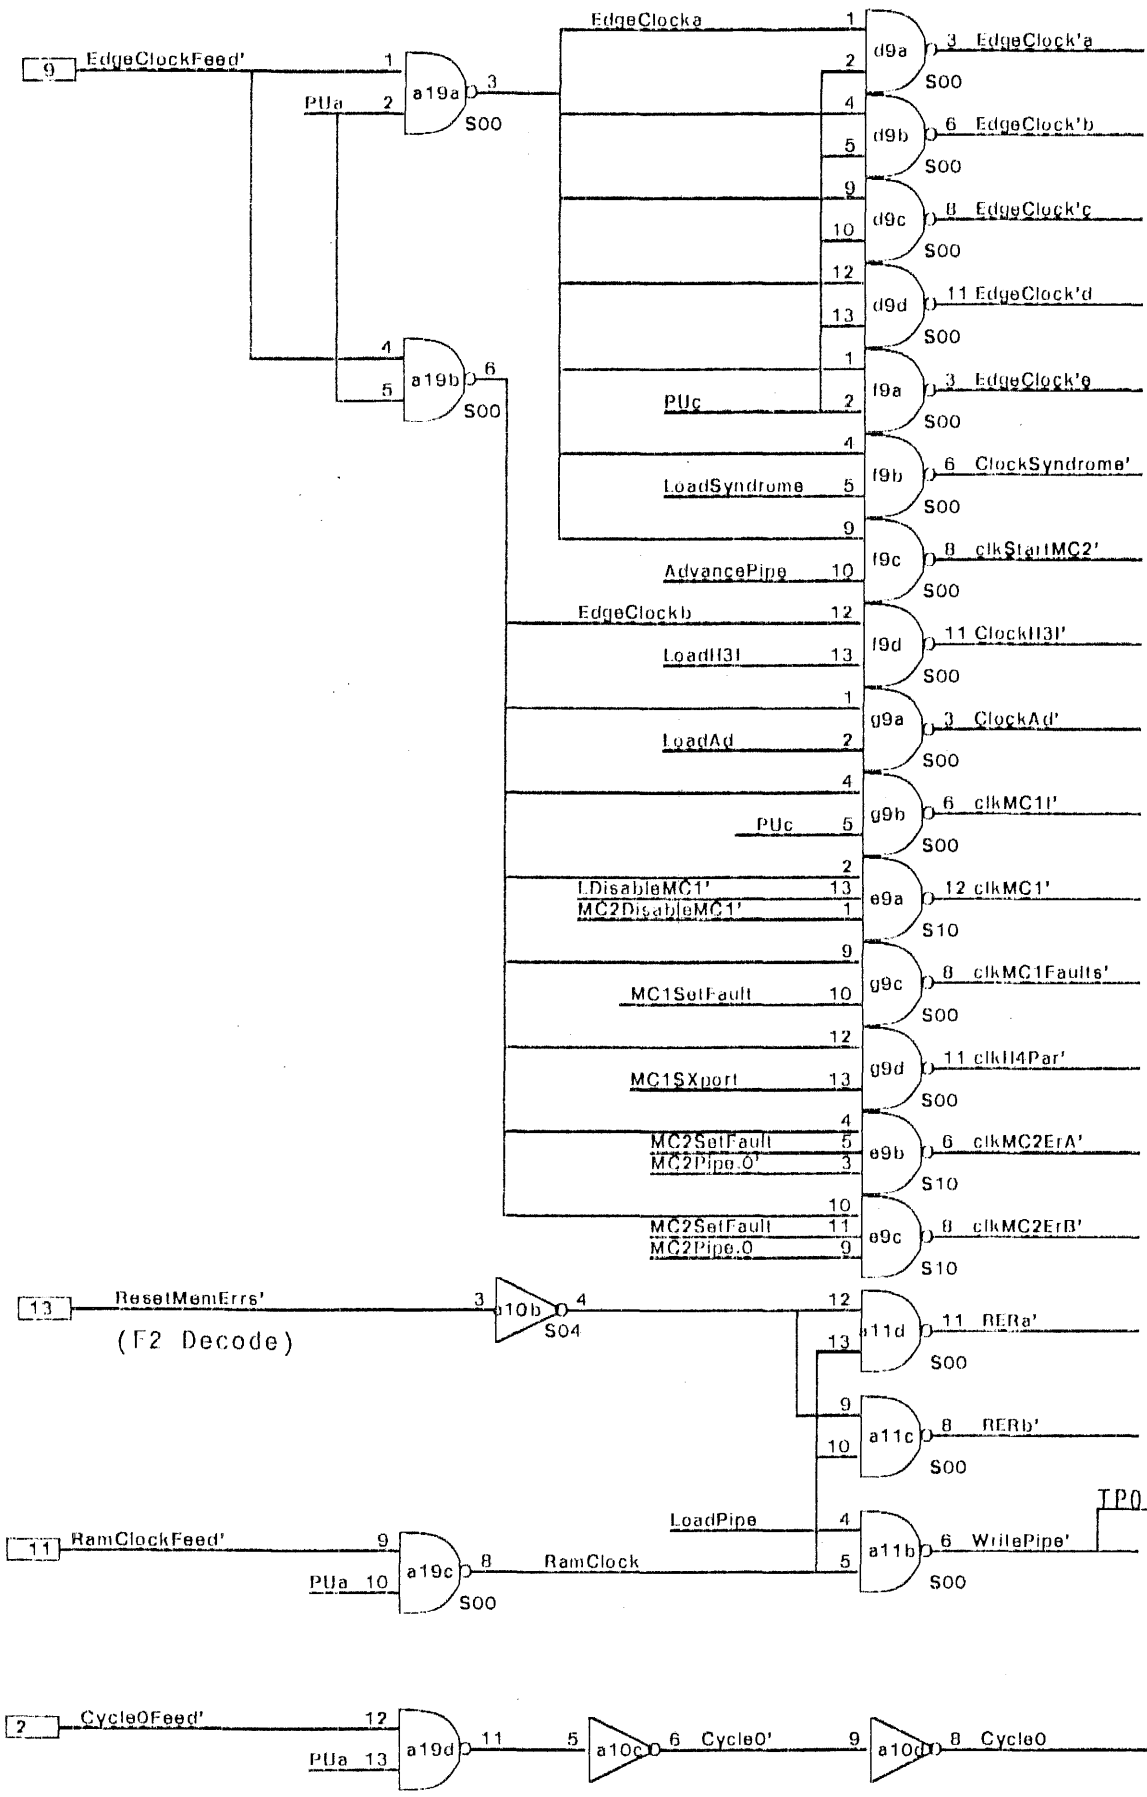 EdgeClocka 1
d9a 3 EdgeClock'a
9 EdgeClockFeed' 1
2
a19a 3
S00
PUa 2
S00
4
d9b 6 EdgeClock'b
5
S00
9
d9c 8 EdgeClock'c
10
S00
12
d9d 11 EdgeClock'd
13
S00
4
a19b 6
5
S00
1
f9a 3 EdgeClock'e
PUc 2
S00
4
f9b 6 ClockSyndrome'
LoadSyndrome 5
S00
9
f9c 8 clkStartMC2'
AdvancePipe 10
S00
EdgeClockb 12
f9d 11 ClockH3I'
LoadH3I 13
S00
1
g9a 3 ClockAd'
LoadAd 2
S00
4
g9b 6 clkMC1I'
PUc 5
S00
2
LDisableMC1' 13
e9a 12 clkMC1'
MC2DisableMC1' 1
S10
9
g9c 8 clkMC1Faults'
MC1SetFault 10
S00
12
g9d 11 clkH4Par'
MC1SXport 13
S00
4
MC2SetFault 5
e9b 6 clkMC2ErA'
MC2Pipe.0' 3
S10
10
MC2SetFault 11
e9c 8 clkMC2ErB'
MC2Pipe.0 9
S10
13 ResetMemErrs' 3 a10b 4
S04
(F2 Decode)
12
a11d 11 RERa'
13
S00
9
a11c 8 RERb'
10
S00
TP0
LoadPipe 4
a11b 6 WritePipe'
5
S00
11 RamClockFeed' 9
a19c 8 RamClock
PUa 10
S00
2 Cycle0Feed' 12
a19d 11 5 a10c 6 Cycle0' 9 a10d 8 Cycle0
PUa 13